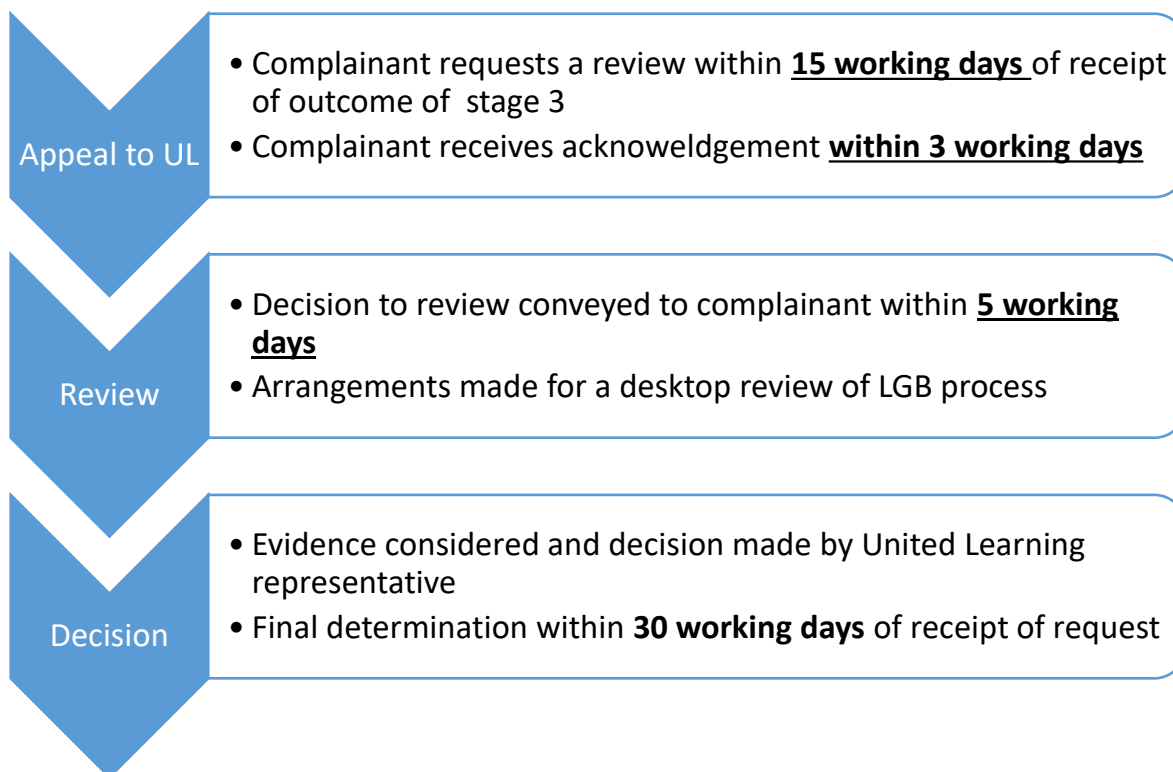 Appeal to UL
• Complainant requests a review within 15 working days of receipt
of outcome of  stage 3
• Complainant receives acknoweldgement within 3 working days
Review
• Decision to review conveyed to complainant within 5 working
days
• Arrangements made for a desktop review of LGB process
Decision
• Evidence considered and decision made by United Learning
representative
• Final determination within 30 working days of receipt of request